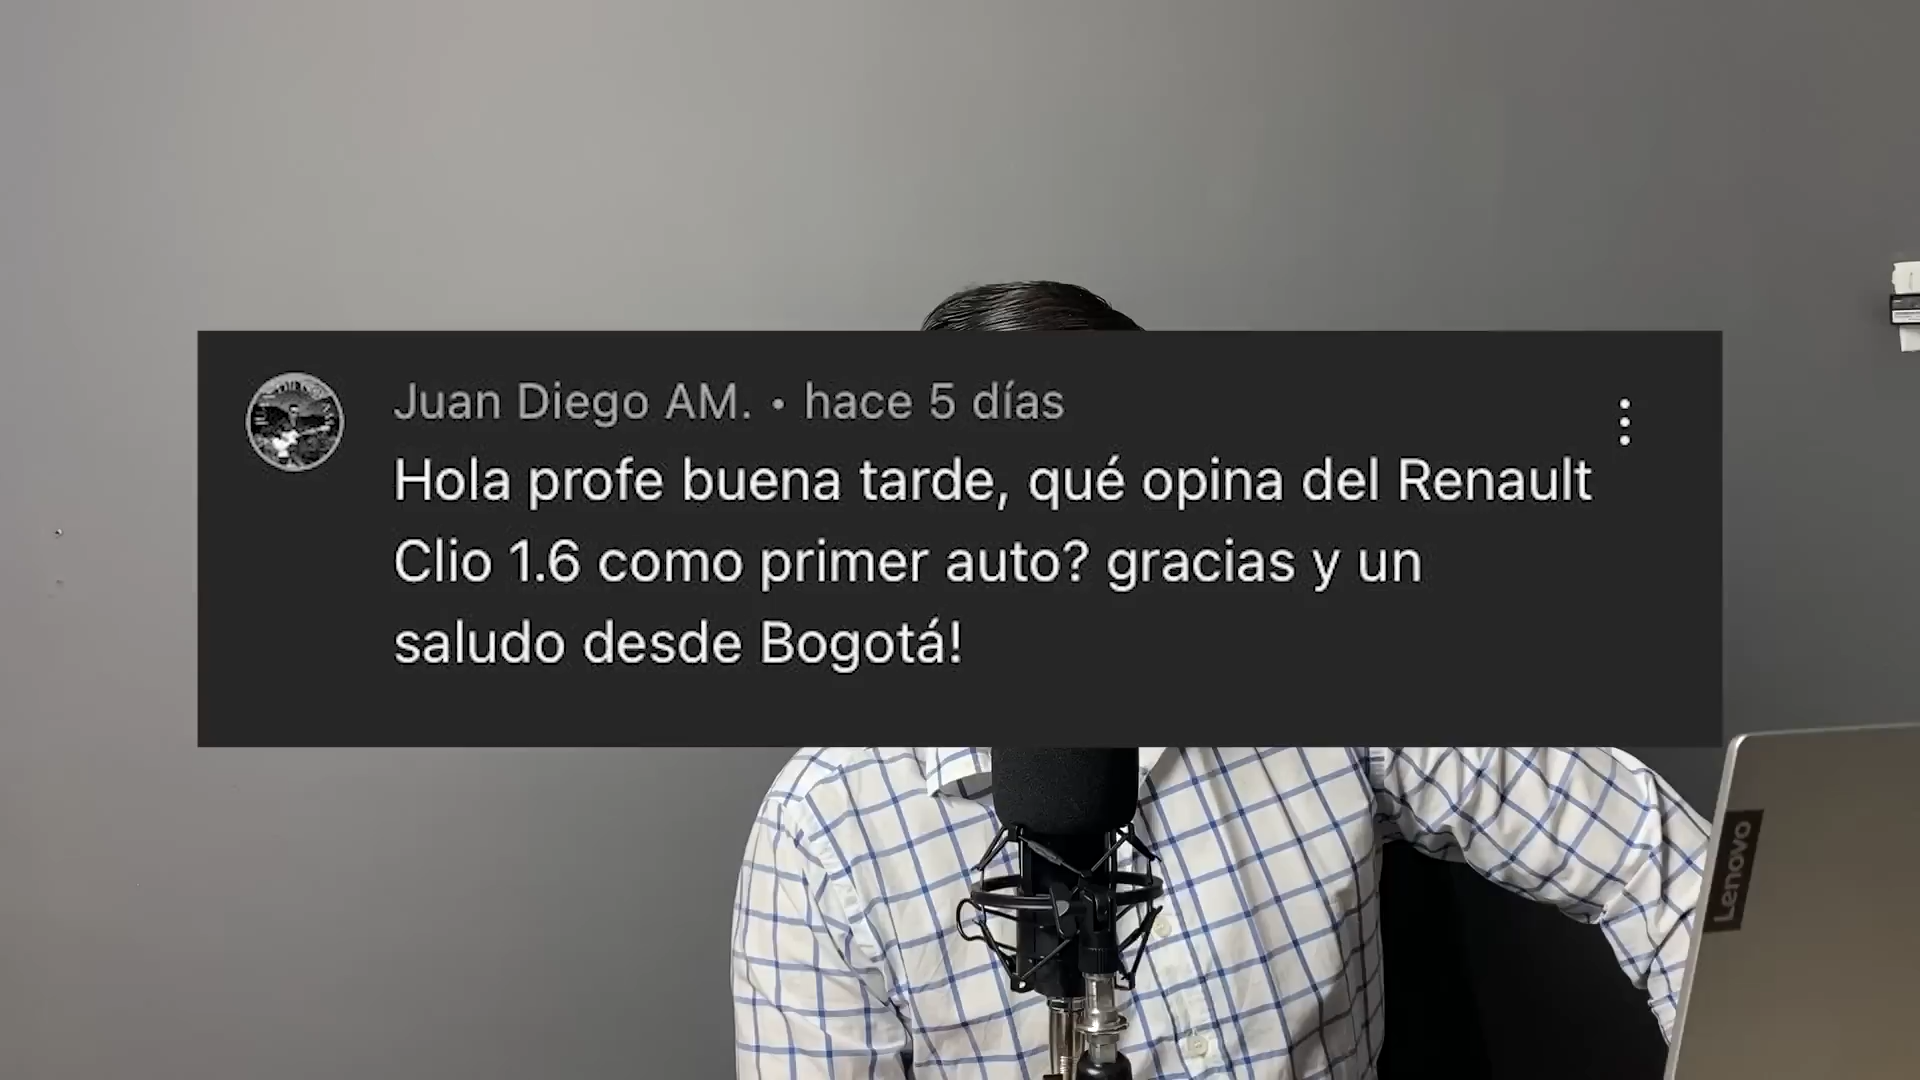 Juan Diego AM. • hace 5 días
Hola profe buena tarde, qué opina del Renault
Clio 1.6 como primer auto? gracias y un
saludo desde Bogotá!
Lenovo